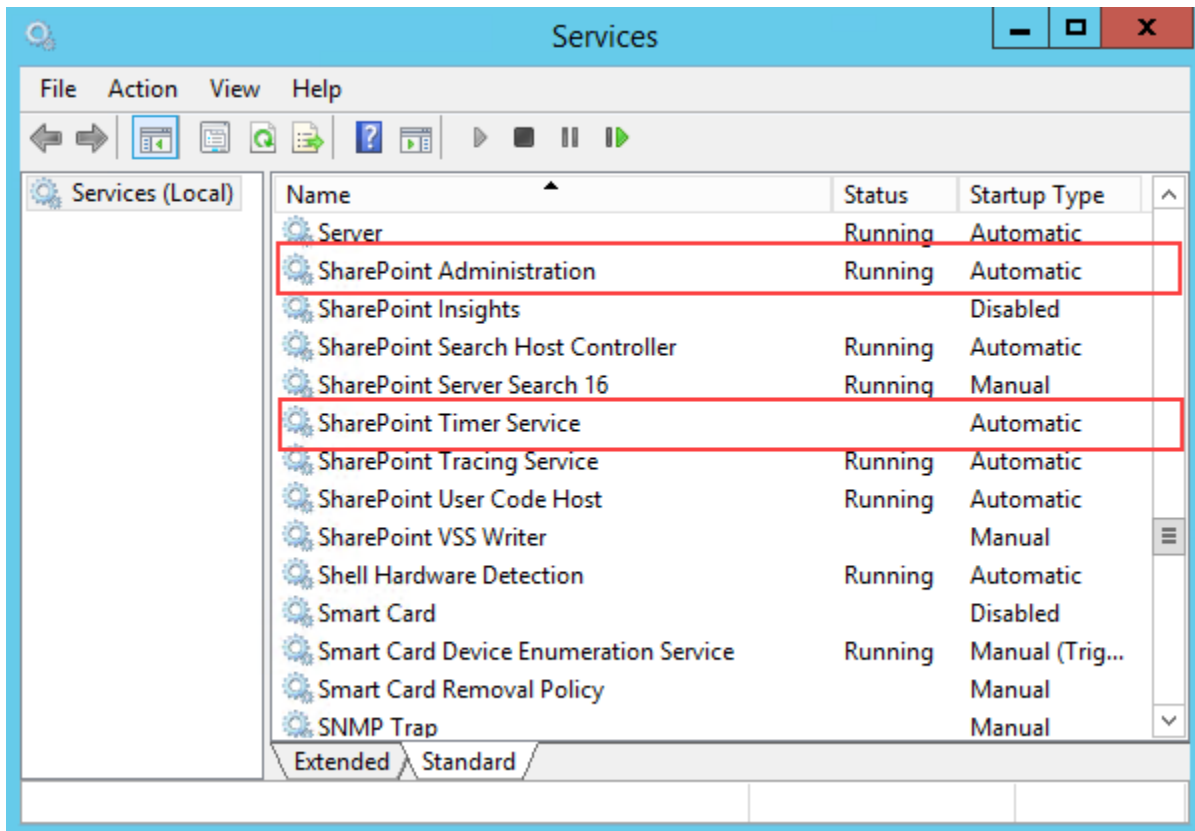 Services
File Action View Help
Services (Local)
Name Status Startup Type
Server Running Automatic
SharePoint Administration Running Automatic
SharePoint Insights Disabled
SharePoint Search Host Controller Running Automatic
SharePoint Server Search 16 Running Manual
SharePoint Timer Service Automatic
SharePoint Tracing Service Running Automatic
SharePoint User Code Host Running Automatic
SharePoint VSS Writer Manual
Shell Hardware Detection Running Automatic
Smart Card Disabled
Smart Card Device Enumeration Service Running Manual (Trig...
Smart Card Removal Policy Manual
SNMP Trap Manual
Extended Standard